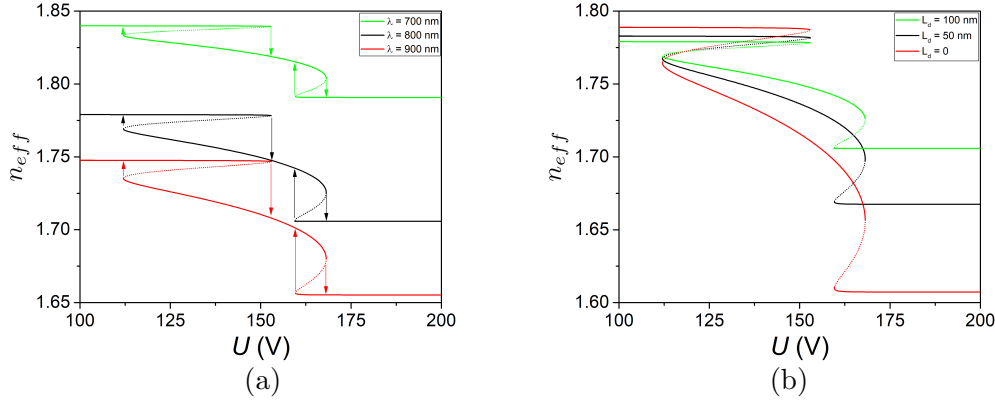 1.85
1.80
1.75
1.70
1.65
n_eff
100
125
150
175
200
U (V)
λ = 700 nm
λ = 800 nm
λ = 900 nm
(a)
1.80
1.75
1.70
1.65
1.60
n_eff
100
125
150
175
200
U (V)
L_d = 100 nm
L_d = 50 nm
L_d = 0
(b)